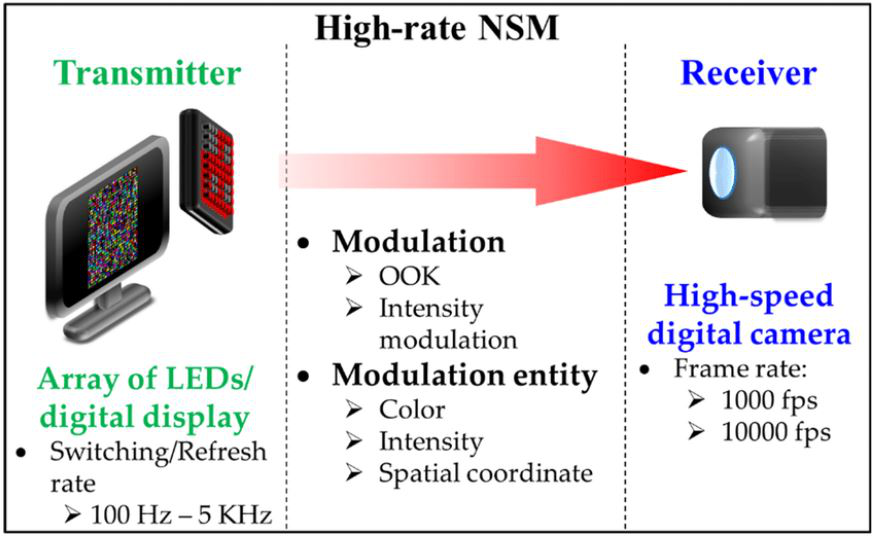 High-rate NSM
Transmitter
Array of LEDs/
digital display
• Switching/Refresh
rate
➢ 100 Hz – 5 KHz
• Modulation
➢ OOK
➢ Intensity
modulation
• Modulation entity
➢ Color
➢ Intensity
➢ Spatial coordinate
Receiver
High-speed
digital camera
• Frame rate:
➢ 1000 fps
➢ 10000 fps